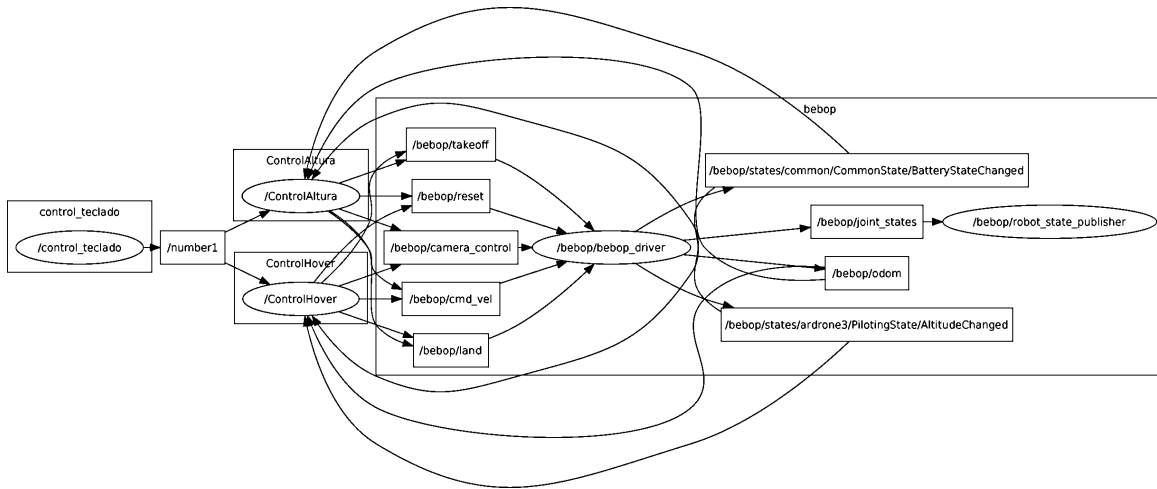 bebop
/bebop/takeoff
ControlAltura
/bebop/states/common/CommonState/BatteryStateChanged
/ControlAltura
/bebop/reset
control_teclado
/bebop/joint_states
/bebop/robot_state_publisher
/control_teclado
/number1
/bebop/camera_control
/bebop/bebop_driver
ControlHover
/bebop/odom
/ControlHover
/bebop/cmd_vel
/bebop/states/ardrone3/PilotingState/AltitudeChanged
/bebop/land